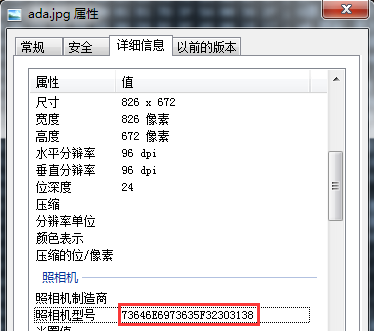 ada.jpg 属性
常规 安全 详细信息 以前的版本
属性 值
尺寸 826 x 672
宽度 826 像素
高度 672 像素
水平分辨率 96 dpi
垂直分辨率 96 dpi
位深度 24
压缩
分辨率单位
颜色表示
压缩的位/像素
照相机
照相机制造商
照相机型号 73646E6973635F32303138
光圈值